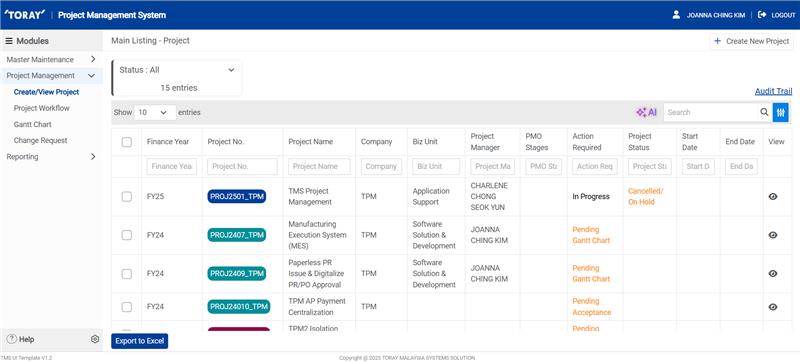 'TORAY' Project Management System
JOANNA CHING KIM
LOGOUT
Modules
Master Maintenance
Project Management
Create/View Project
Project Workflow
Gantt Chart
Change Request
Reporting
Help
Main Listing - Project
+ Create New Project
Status : All
15 entries
Audit Trail
Show 10 entries
AI
Search
Finance Year
Project No.
Project Name
Company
Biz Unit
Project
Manager
PMO
Stages
Action
Required
Project
Status
Start
Date
End Date
View
Finance Yea
Project No.
Project Name
Company
Biz Unit
Project Ma
PMO Sta
Action Req
Project Sta
Start D
End Da
FY25
PROJ2501_TPM
TMS Project
Management
TPM
Application
Support
CHARLENE
CHONG
SEOK YUN
In Progress
Cancelled/
On Hold
FY24
PROJ2407_TPM
Manufacturing
Execution System
(MES)
TPM
Software
Solution &
Development
JOANNA
CHING KIM
Pending
Gantt Chart
FY24
PROJ2409_TPM
Paperless PR
Issue & Digitalize
PR/PO Approval
TPM
Software
Solution &
Development
JOANNA
CHING KIM
Pending
Gantt Chart
FY24
PROJ24010_TPM
TPM AP Payment
Centralization
TPM
Pending
Acceptance
TPM2 Isolation
Pending
Export to Excel
TMS UI Template V1.2
Copyright @ 2025 TORAY MALAYSIA SYSTEMS SOLUTION